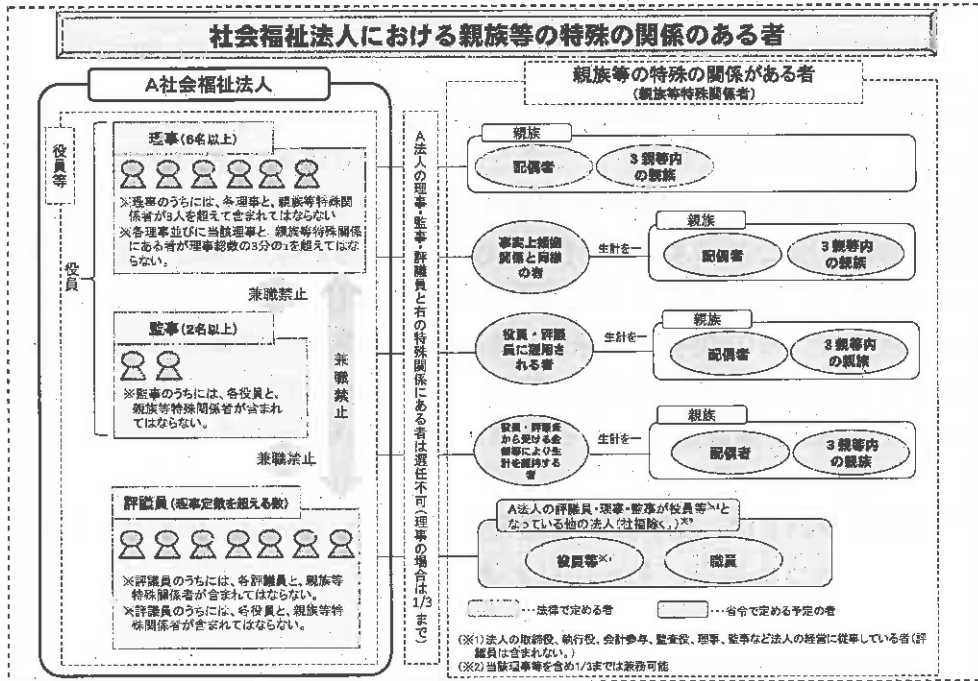 社会福祉法人における親族等の特殊の関係のある者
A社会福祉法人
役員等
役員
理事(6名以上)
※理事のうちには、各理事と、親族等特殊関
係者が3人を超えて含まれてはならない
※各理事並びに当該理事と、親族等特殊関係
にある者が理事総数の3分の1を超えてはな
らない。
兼職禁止
監事(2名以上)
※監事のうちには、各役員と、
親族等特殊関係者が含まれ
てはならない。
兼職禁止
兼職禁止
評議員(理事定数を超える数)
※評議員のうちには、各評議員と、親族等
特殊関係者が含まれてはならない。
※評議員のうちには、各役員と、親族等特
殊関係者が含まれてはならない。
A法人の理事・監事・評議員と右の特殊関係にある者は選任不可(理事の場合は1/3まで)
親族等の特殊の関係がある者
(親族等特殊関係者)
親族
配偶者
3親等内
の親族
事実上婚姻
関係と同様
の者
生計を一
親族
配偶者
3親等内
の親族
役員・評議
員に雇用さ
れる者
生計を一
親族
配偶者
3親等内
の親族
役員・評議員
から受ける金
銭等により生
計を維持する
者
生計を一
親族
配偶者
3親等内
の親族
A法人の評議員・理事・監事が役員等※1と
なっている他の法人(社福除く。)※2
役員等※1
職員
…法律で定める者
…省令で定める予定の者
(※1)法人の取締役、執行役、会計参与、監査役、理事、監事など法人の経営に従事している者(評
議員は含まれない。)
(※2)当該理事等を含め1/3までは兼務可能